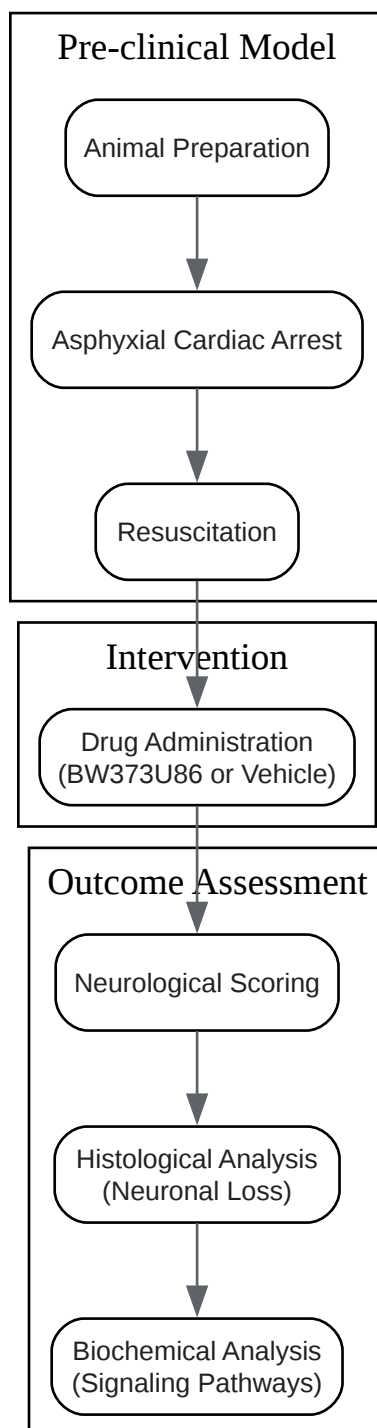 Pre-clinical Model
Animal Preparation
Asphyxial Cardiac Arrest
Resuscitation
Intervention
Drug Administration
(BW373U86 or Vehicle)
Outcome Assessment
Neurological Scoring
Histological Analysis
(Neuronal Loss)
Biochemical Analysis
(Signaling Pathways)